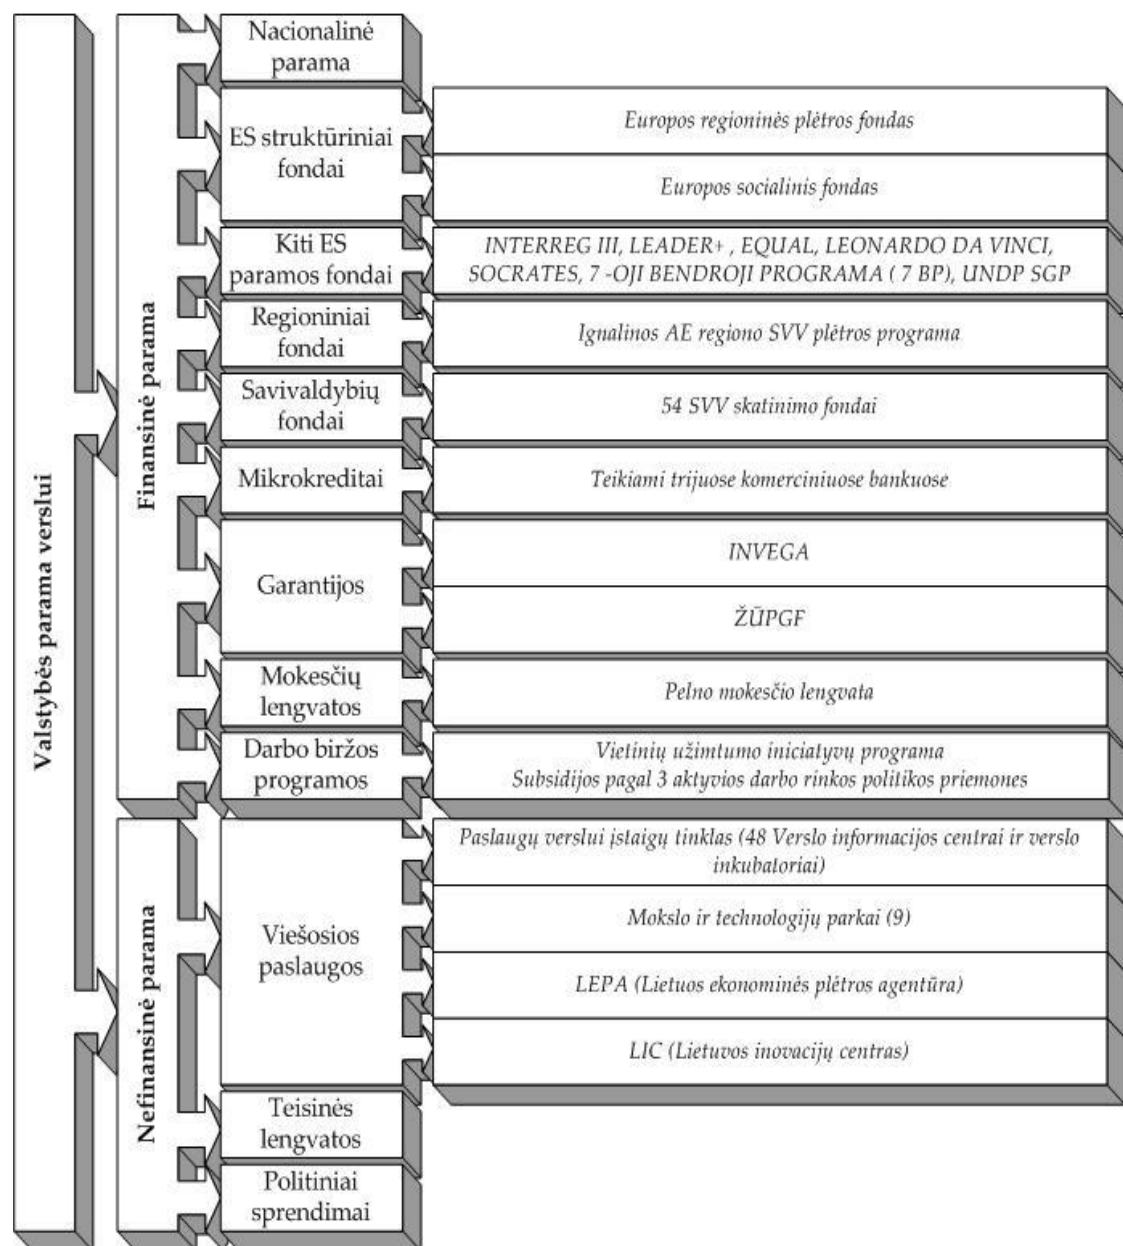 Valstybės parama verslui
Finansinė parama
Nacionalinė
parama
ES struktūriniai
fondai
Europos regioninės plėtros fondas
Europos socialinis fondas
Kiti ES
paramos fondai
INTERREG III, LEADER+ , EQUAL, LEONARDO DA VINCI,
SOCRATES, 7 -OJI BENDROJI PROGRAMA ( 7 BP), UNDP SGP
Regioniniai
fondai
Ignalinos AE regiono SVV plėtros programa
Savivaldybių
fondai
54 SVV skatinimo fondai
Mikrokreditai
Teikiami trijuose komerciniuose bankuose
Garantijos
INVEGA
ŽŪPGF
Mokesčių
lengvatos
Pelno mokesčio lengvata
Darbo biržos
programos
Vietinių užimtumo iniciatyvų programa
Subsidijos pagal 3 aktyvios darbo rinkos politikos priemones
Nefinansinė parama
Viešosios
paslaugos
Paslaugų verslui įstaigų tinklas (48 Verslo informacijos centrai ir verslo
inkubatoriai)
Mokslo ir technologijų parkai (9)
LEPA (Lietuos ekonominės plėtros agentūra)
LIC (Lietuvos inovacijų centras)
Teisinės
lengvatos
Politiniai
sprendimai